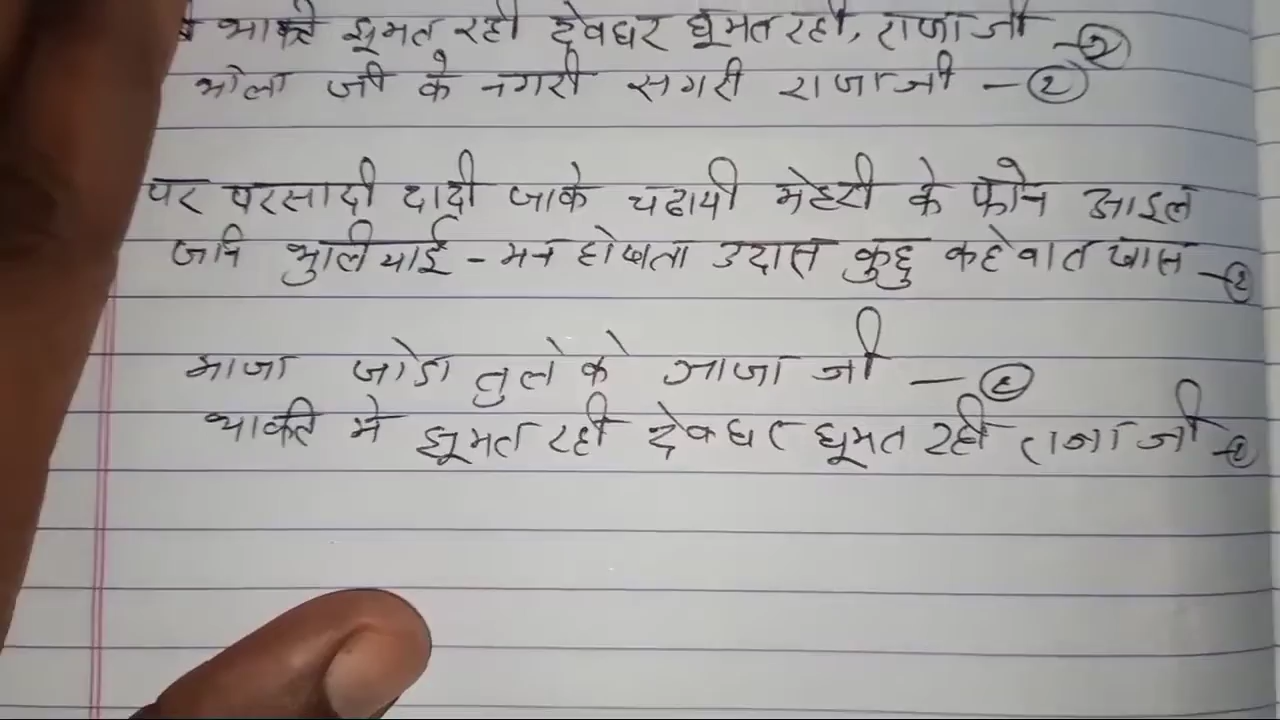 झूमत रही देवघर घूमत रही, राजा जी -②
भोला जी के नगरी सगरी राजा जी - ②
पर परसादी दादी जाके चढायी मेहरी के फोन आइल
जनि भुलीयाई - मन होखता उदास कुछु कहे बात खास -②
भाजा जोडा तुले के आजा जी - ②
भाक्ति मे झूमत रही देवघर घूमत रही राजा जी -②